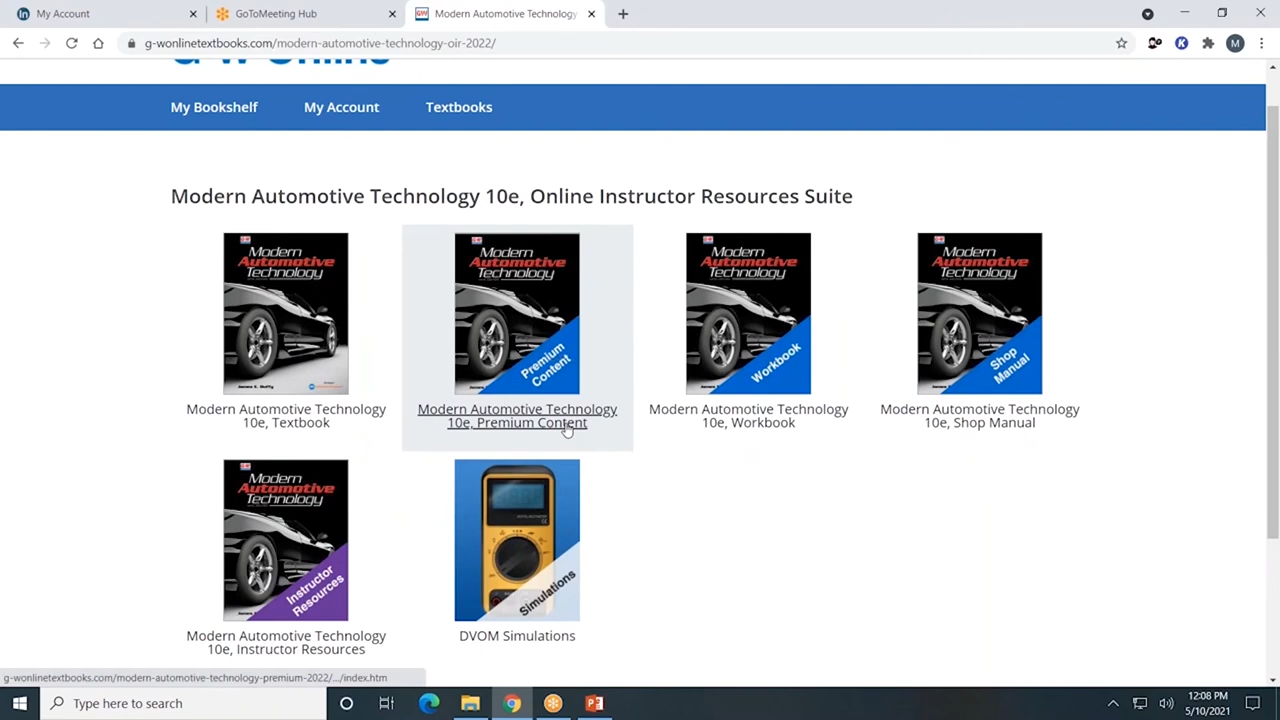 My Account
GoToMeeting Hub
Modern Automotive Technology
g-wonlinetextbooks.com/modern-automotive-technology-oir-2022/
M
G-W Online
My Bookshelf
My Account
Textbooks
Modern Automotive Technology 10e, Online Instructor Resources Suite
Modern
Automotive
Technology
James E. Duffy
Modern Automotive Technology
10e, Textbook
Modern
Automotive
Technology
Premium
Content
Modern Automotive Technology
10e, Premium Content
Modern
Automotive
Technology
Workbook
Modern Automotive Technology
10e, Workbook
Modern
Automotive
Technology
Shop
Manual
Modern Automotive Technology
10e, Shop Manual
Modern
Automotive
Technology
Instructor
Resources
Modern Automotive Technology
10e, Instructor Resources
Simulations
DVOM Simulations
g-wonlinetextbooks.com/modern-automotive-technology-premium-2022/.../index.htm
Type here to search
12:08 PM
5/10/2021